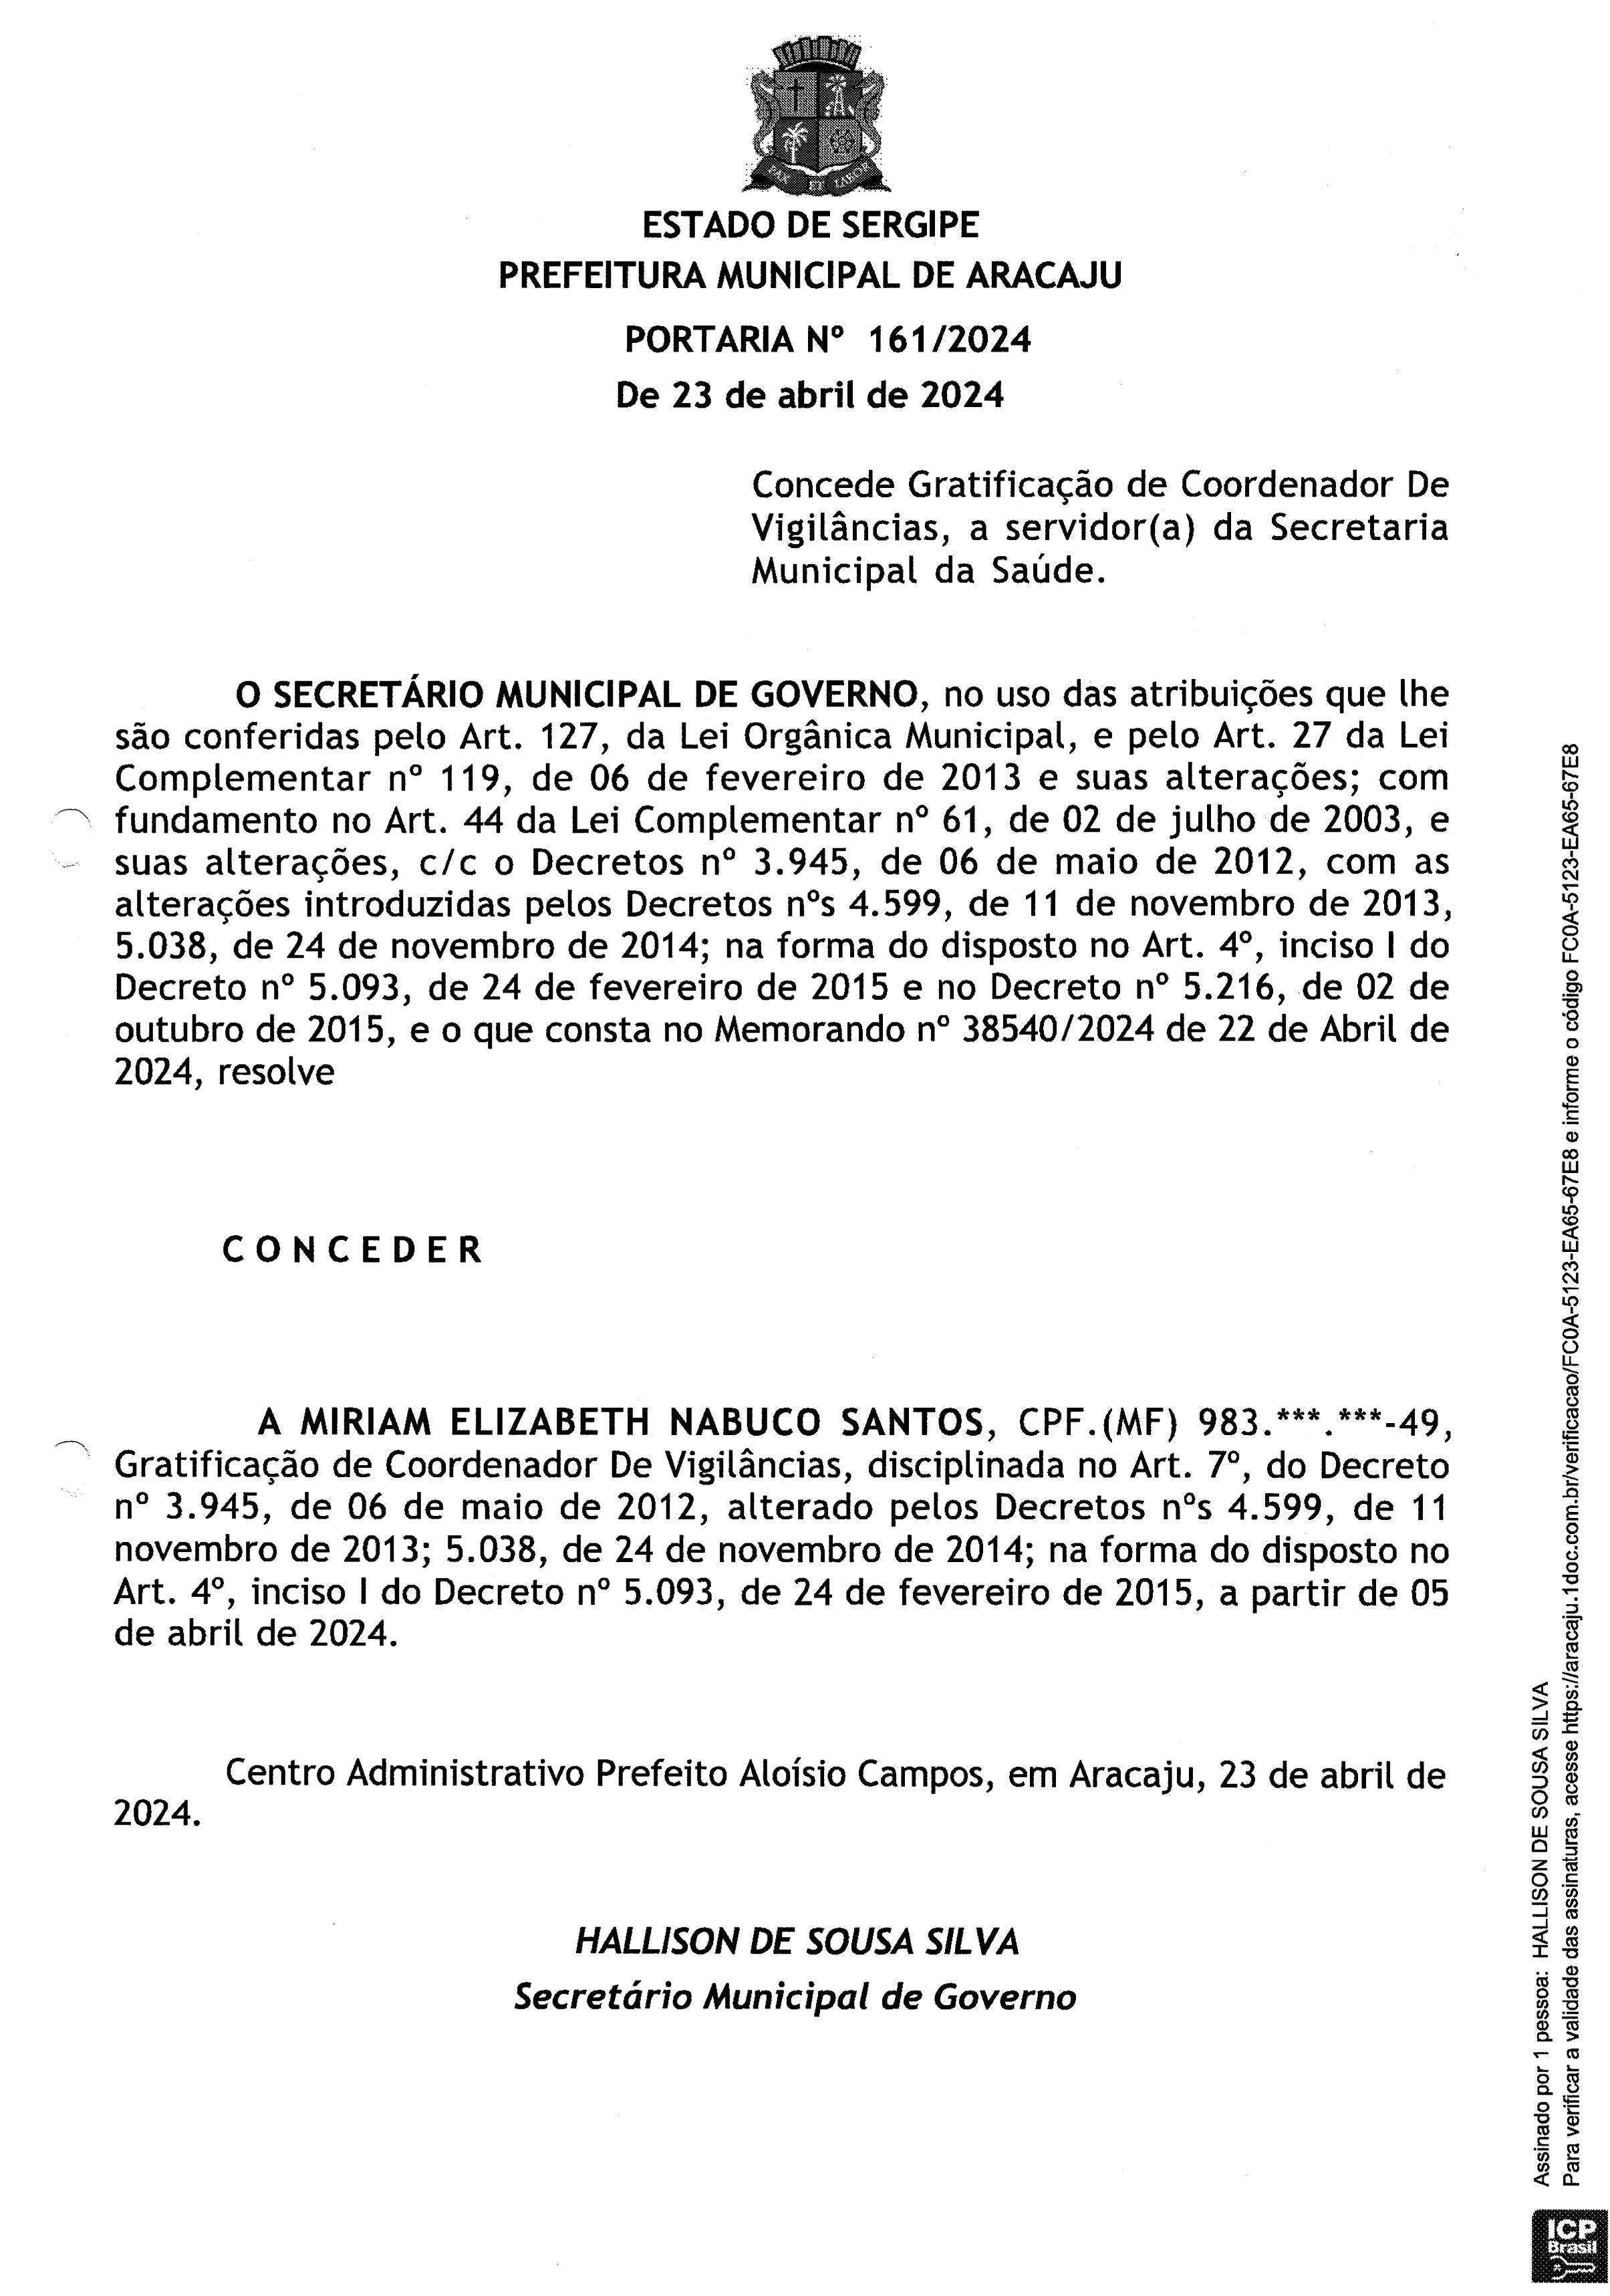 PAX ET LABOR
ESTADO DE SERGIPE
PREFEITURA MUNICIPAL DE ARACAJU
PORTARIA Nº 161/2024
De 23 de abril de 2024
Concede Gratificação de Coordenador De
Vigilâncias, a servidor(a) da Secretaria
Municipal da Saúde.
O SECRETÁRIO MUNICIPAL DE GOVERNO, no uso das atribuições que lhe
são conferidas pelo Art. 127, da Lei Orgânica Municipal, e pelo Art. 27 da Lei
Complementar nº 119, de 06 de fevereiro de 2013 e suas alterações; com
fundamento no Art. 44 da Lei Complementar nº 61, de 02 de julho de 2003, e
suas alterações, c/c o Decretos nº 3.945, de 06 de maio de 2012, com as
alterações introduzidas pelos Decretos nºs 4.599, de 11 de novembro de 2013,
5.038, de 24 de novembro de 2014; na forma do disposto no Art. 4º, inciso I do
Decreto nº 5.093, de 24 de fevereiro de 2015 e no Decreto nº 5.216, de 02 de
outubro de 2015, e o que consta no Memorando nº 38540/2024 de 22 de Abril de
2024, resolve
C O N C E D E R
A MIRIAM ELIZABETH NABUCO SANTOS, CPF.(MF) 983.***.***-49,
Gratificação de Coordenador De Vigilâncias, disciplinada no Art. 7º, do Decreto
nº 3.945, de 06 de maio de 2012, alterado pelos Decretos nºs 4.599, de 11
novembro de 2013; 5.038, de 24 de novembro de 2014; na forma do disposto no
Art. 4º, inciso I do Decreto nº 5.093, de 24 de fevereiro de 2015, a partir de 05
de abril de 2024.
Centro Administrativo Prefeito Aloísio Campos, em Aracaju, 23 de abril de
2024.
HALLISON DE SOUSA SILVA
Secretário Municipal de Governo
Assinado por 1 pessoa: HALLISON DE SOUSA SILVA
Para verificar a validade das assinaturas, acesse https://aracaju.1doc.com.br/verificacao/FC0A-5123-EA65-67E8 e informe o código FC0A-5123-EA65-67E8
ICP
Brasil